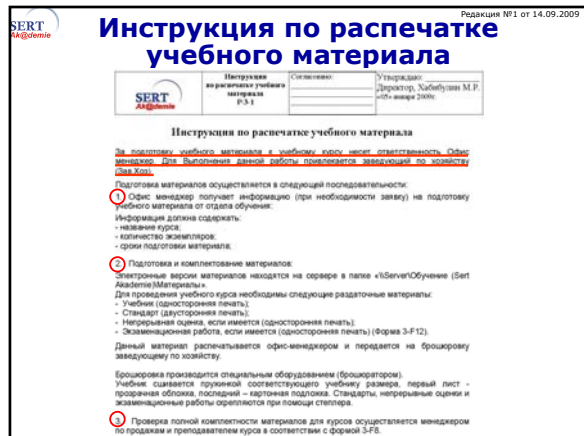 Редакция №1 от 14.09.2009
SERT
Ak@demie
Инструкция по распечатке
учебного материала
SERT
Ak@demie
Инструкция
по распечатке учебного
материала
Р-3-1
Согласовано:
Утверждаю:
Директор, Хабибулин М.Р.
«05» января 2009г.
Инструкция по распечатке учебного материала
За подготовку учебного материала к учебному курсу несет ответственность Офис
менеджер. Для Выполнения данной работы привлекается заведующий по хозяйству
(Зав.Хоз).
Подготовка материалов осуществляется в следующей последовательности:
1. Офис менеджер получает информацию (при необходимости заявку) на подготовку
учебного материала от отдела обучения:
Информация должна содержать:
- название курса;
- количество экземпляров;
- сроки подготовки материала;
2. Подготовка и комплектование материалов:
Электронные версии материалов находятся на сервере в папке «\\Server\Обучение (Sert
Akademie)\Материалы».
Для проведения учебного курса необходимы следующие раздаточные материалы:
- Учебник (односторонняя печать);
- Стандарт (двусторонняя печать);
- Непрерывная оценка, если имеется (односторонняя печать);
- Экзаменационная работа, если имеется (односторонняя печать) (Форма 3-F12).
Данный материал распечатывается офис-менеджером и передается на брошюровку
заведующему по хозяйству.
Брошюровка производится специальным оборудованием (брошюратором).
Учебник сшивается пружинкой соответствующего учебнику размера, первый лист -
прозрачная обложка, последний – картонная подложка. Стандарты, непрерывные оценки и
экзаменационные работы скрепляются при помощи степлера.
3. Проверка полной комплектности материалов для курсов осуществляется менеджером
по продажам и преподавателем курса в соответствии с формой 3-F8.